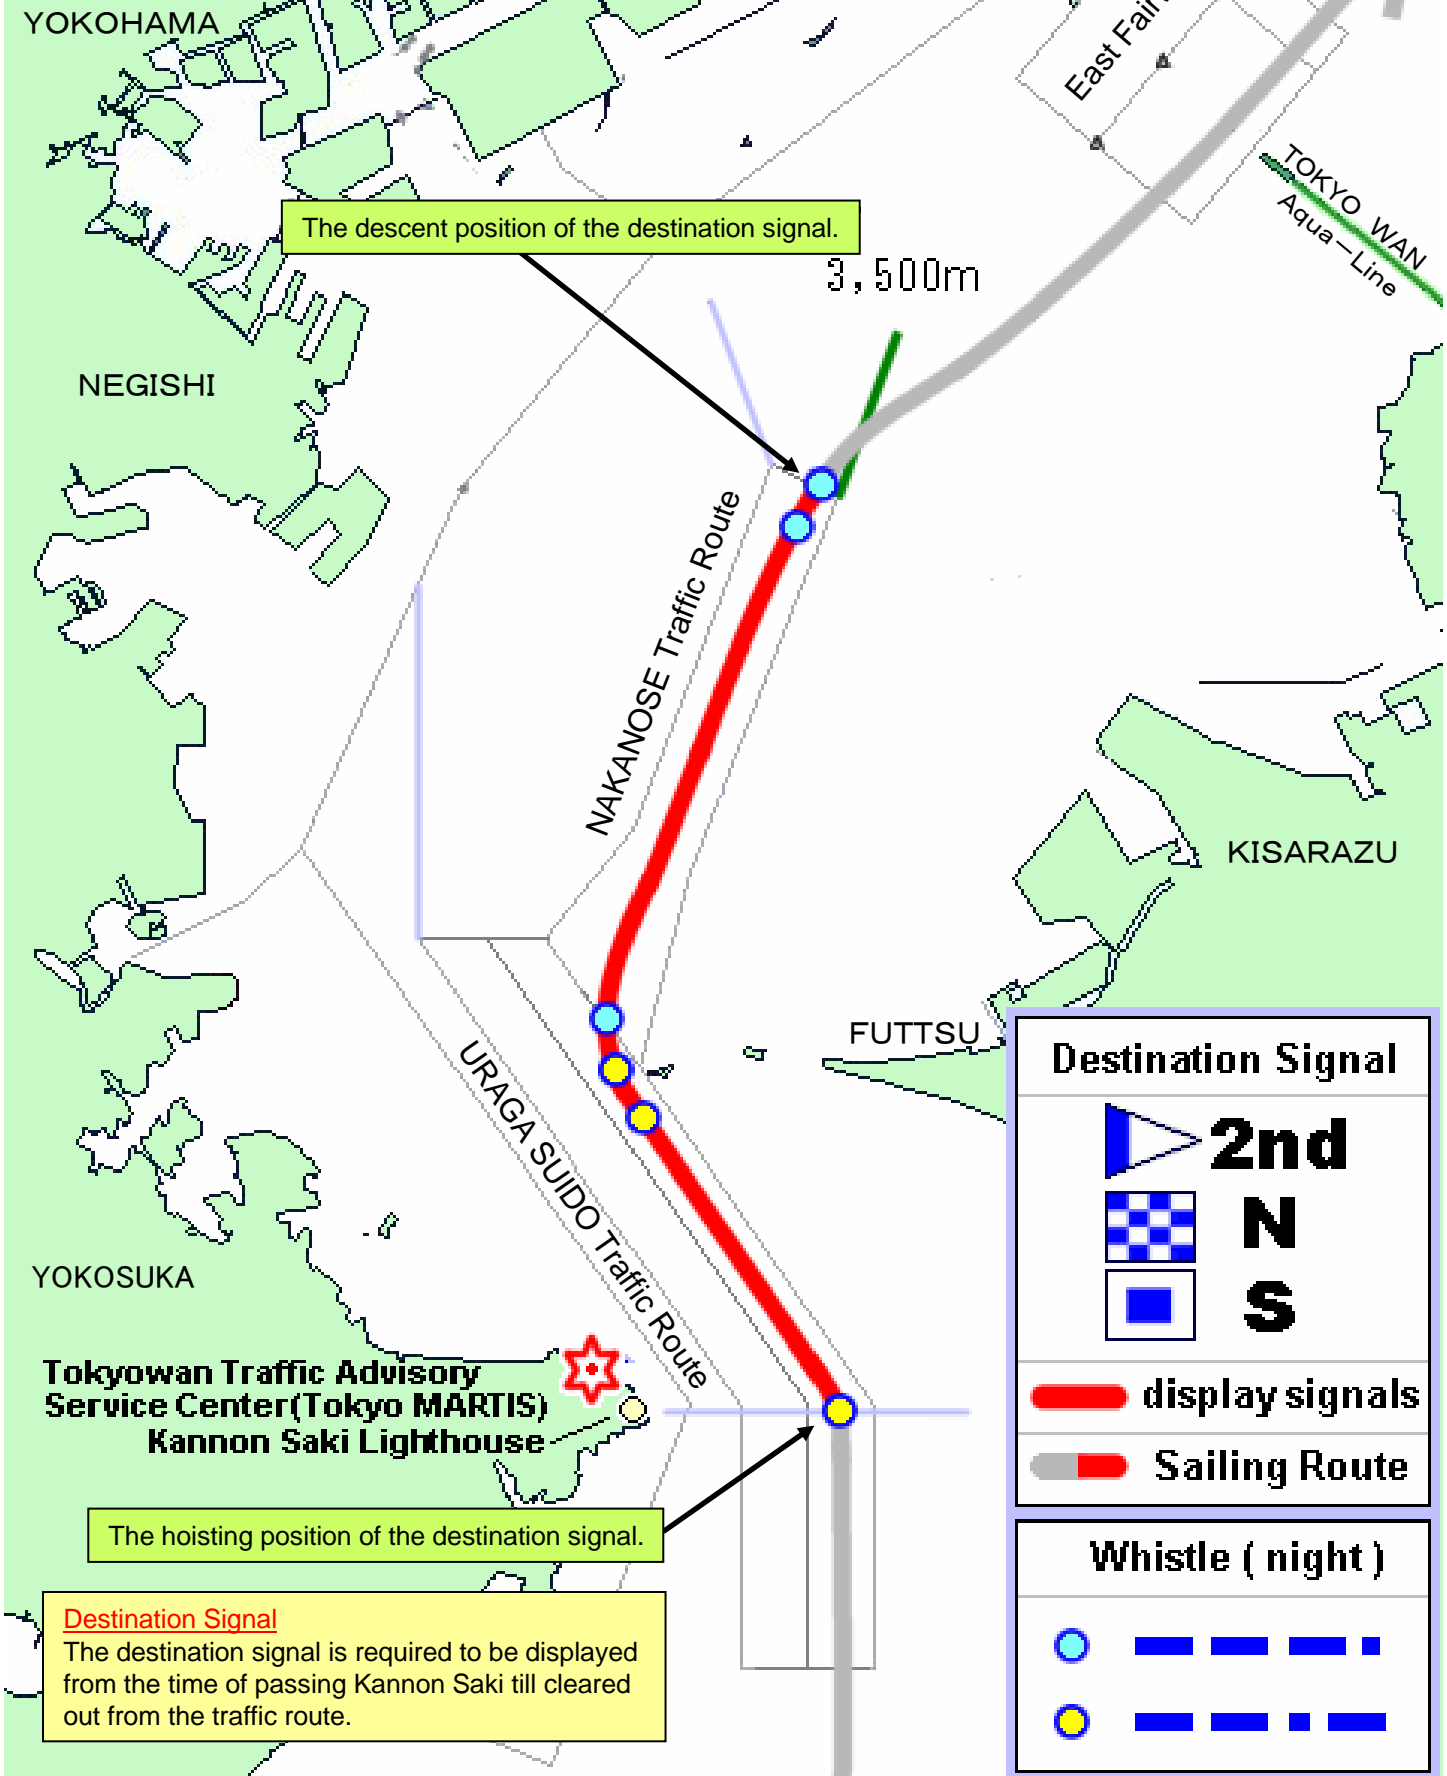 YOKOHAMA
East Fair
TOKYO WAN
Aqua－Line
The descent position of the destination signal.
3,500m
NEGISHI
NAKANOSE Traffic Route
KISARAZU
FUTTSU
URAGA SUIDO Traffic Route
YOKOSUKA
Tokyowan Traffic Advisory
Service Center(Tokyo MARTIS)
Kannon Saki Lighthouse
The hoisting position of the destination signal.
Destination Signal
The destination signal is required to be displayed
from the time of passing Kannon Saki till cleared
out from the traffic route.
Destination Signal
2nd
N
S
display signals
Sailing Route
Whistle ( night )